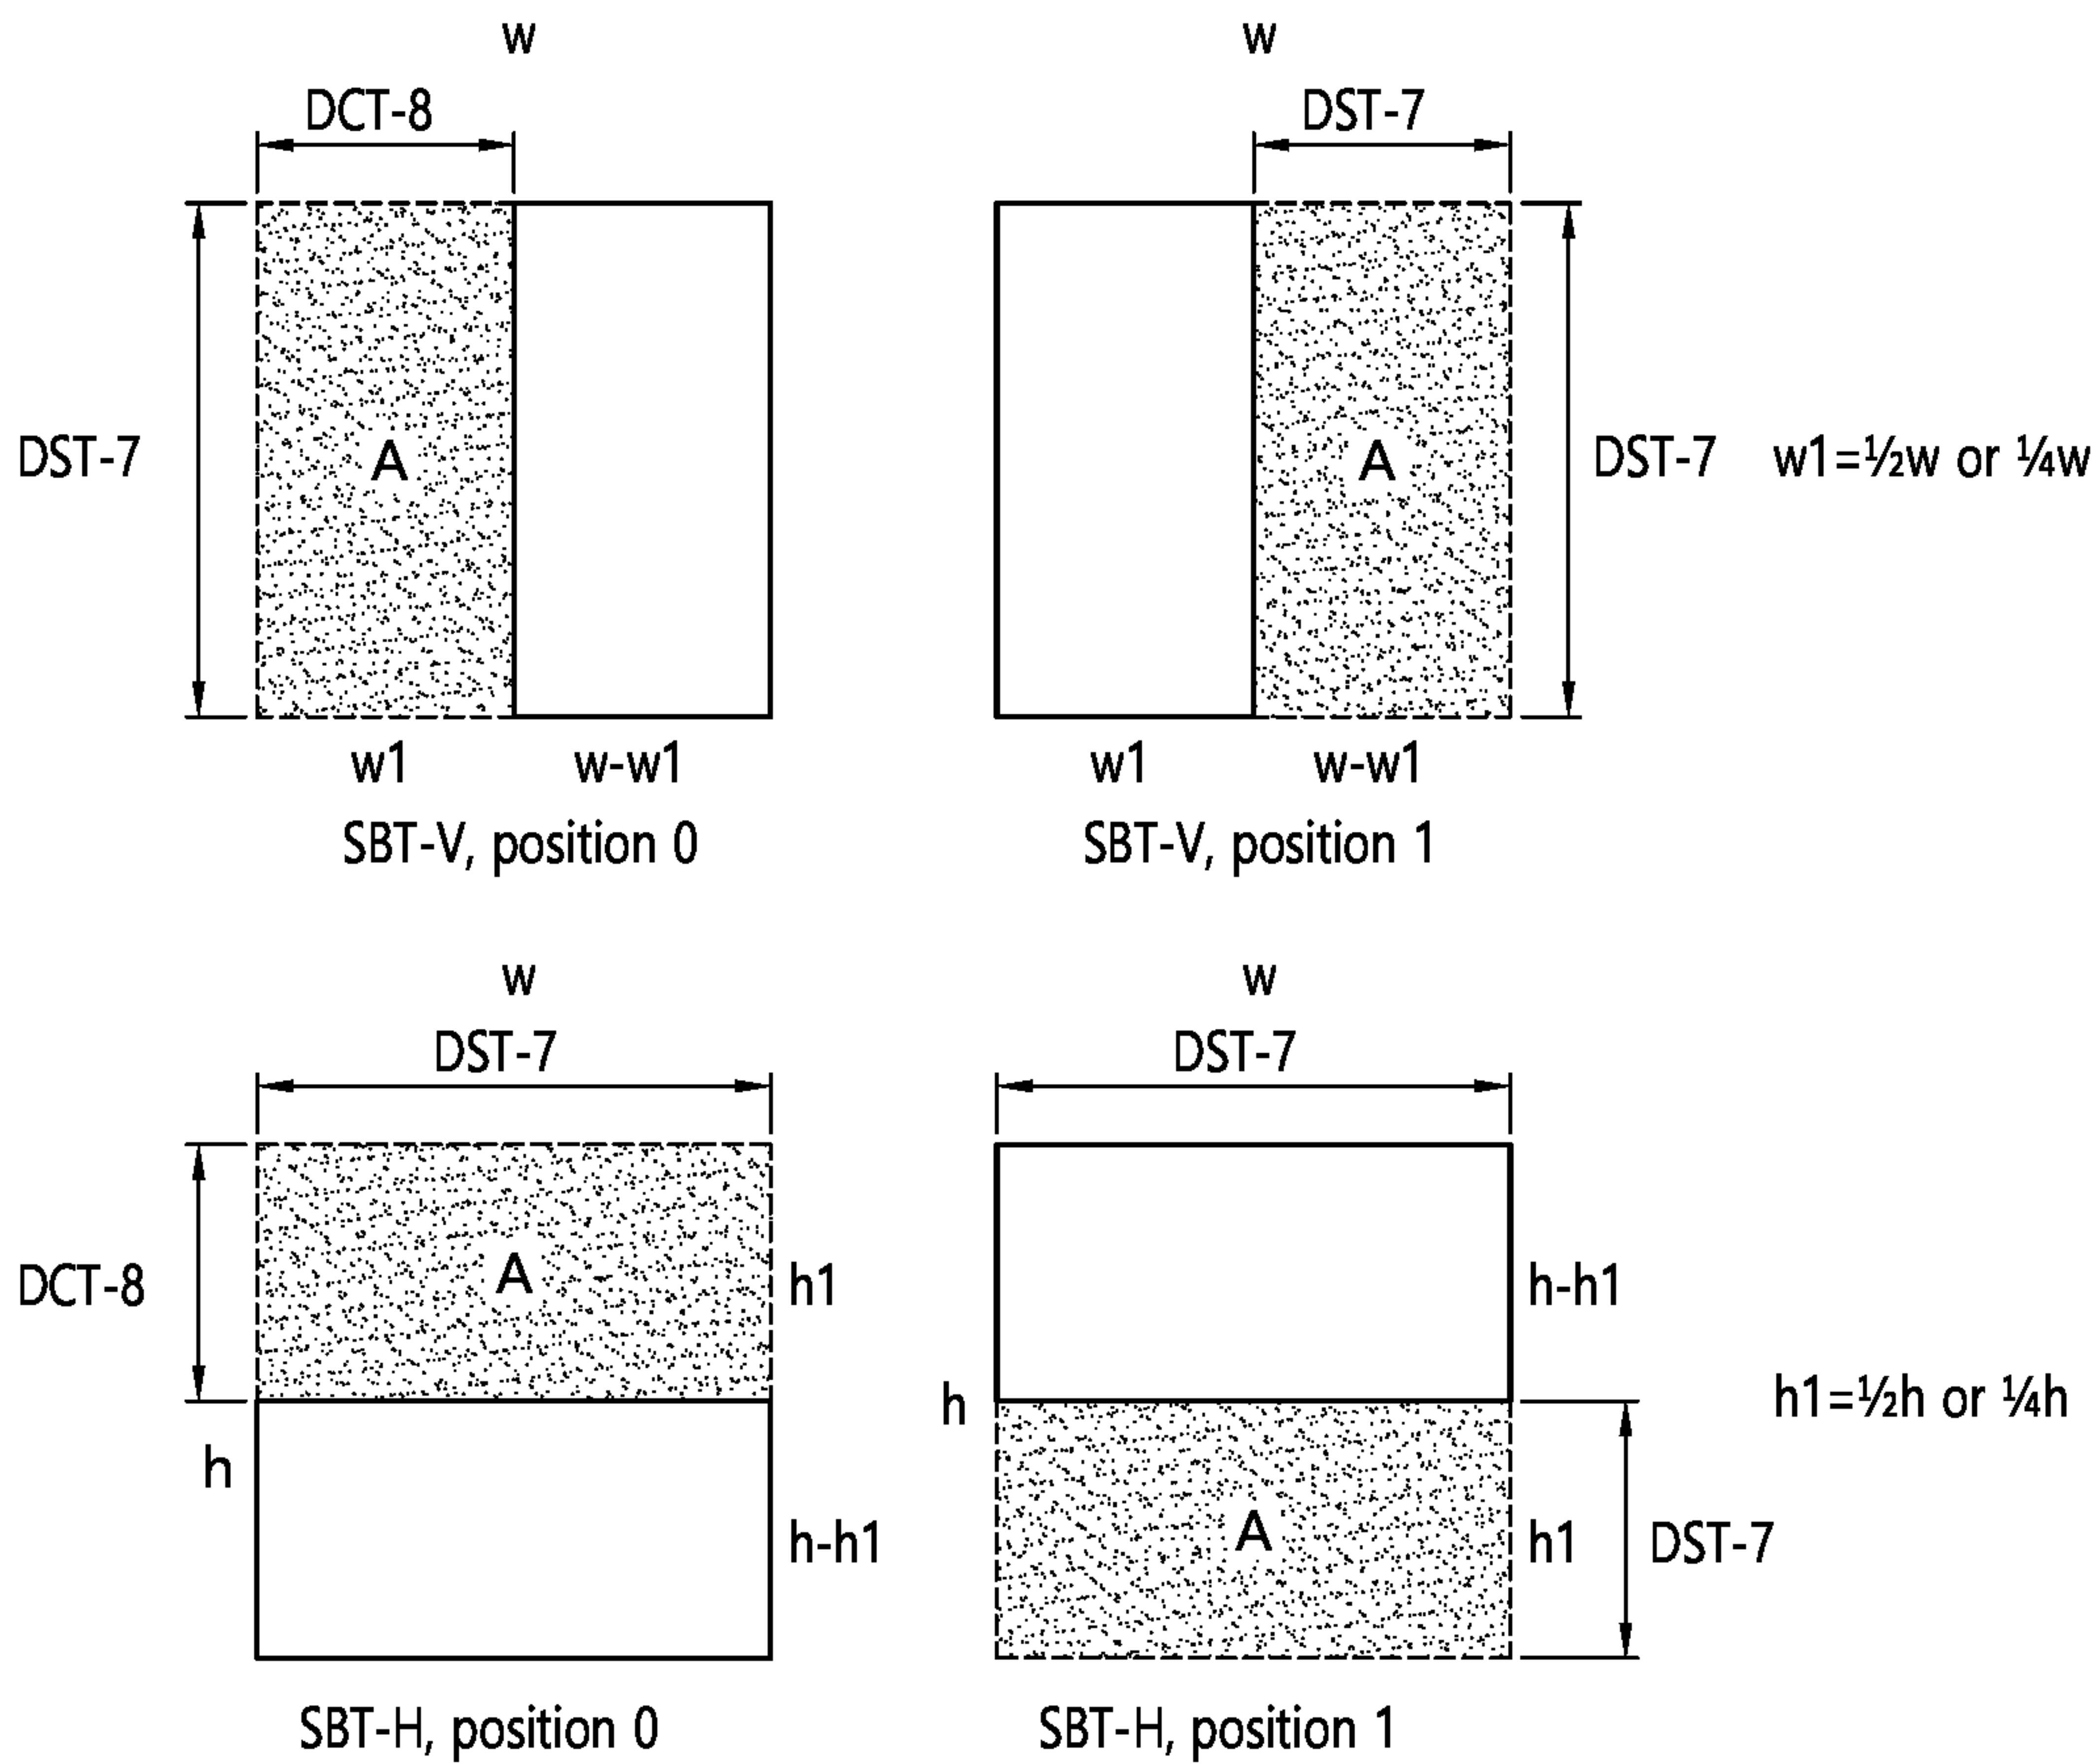 w
w
DCT-8
DST-7
DST-7
A
A
DST-7
w1=½w or ¼w
w1
w-w1
w1
w-w1
SBT-V, position 0
SBT-V, position 1
w
w
DST-7
DST-7
DCT-8
A
h1
h-h1
h
h
h1=½h or ¼h
h-h1
A
h1
DST-7
SBT-H, position 0
SBT-H, position 1